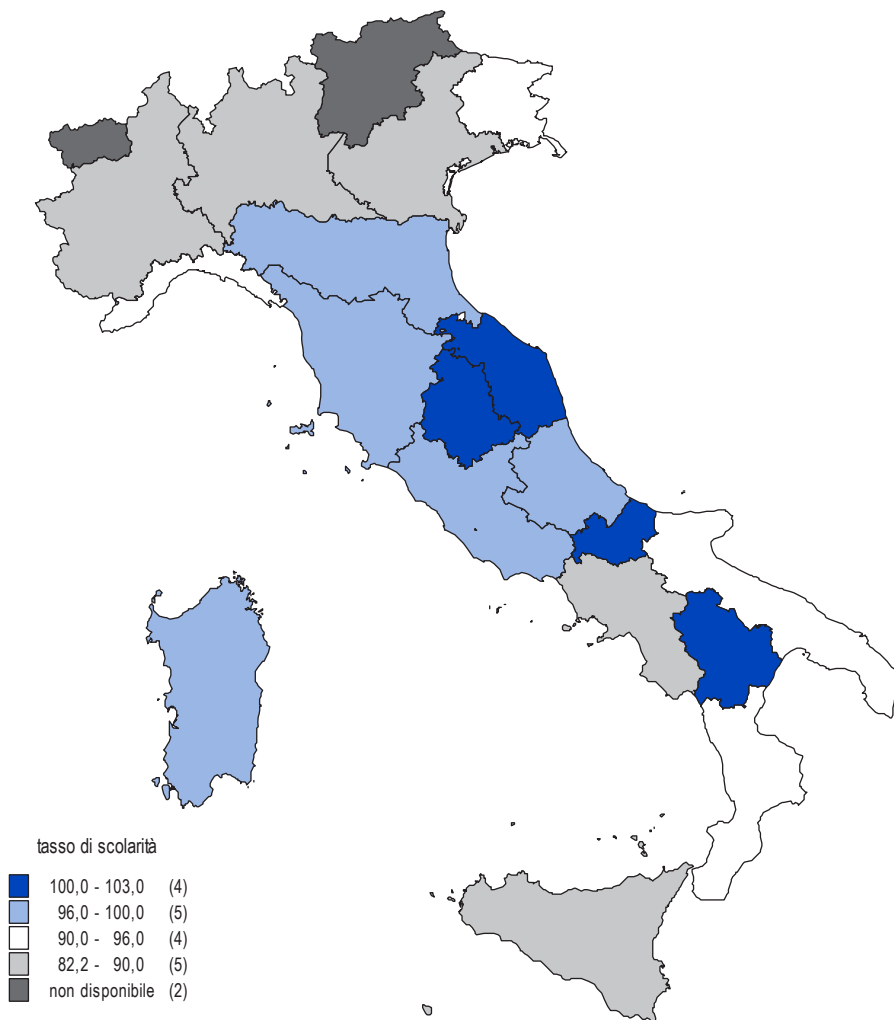 tasso di scolarità
100,0 - 103,0 (4)
96,0 - 100,0 (5)
90,0 - 96,0 (4)
82,2 - 90,0 (5)
non disponibile (2)